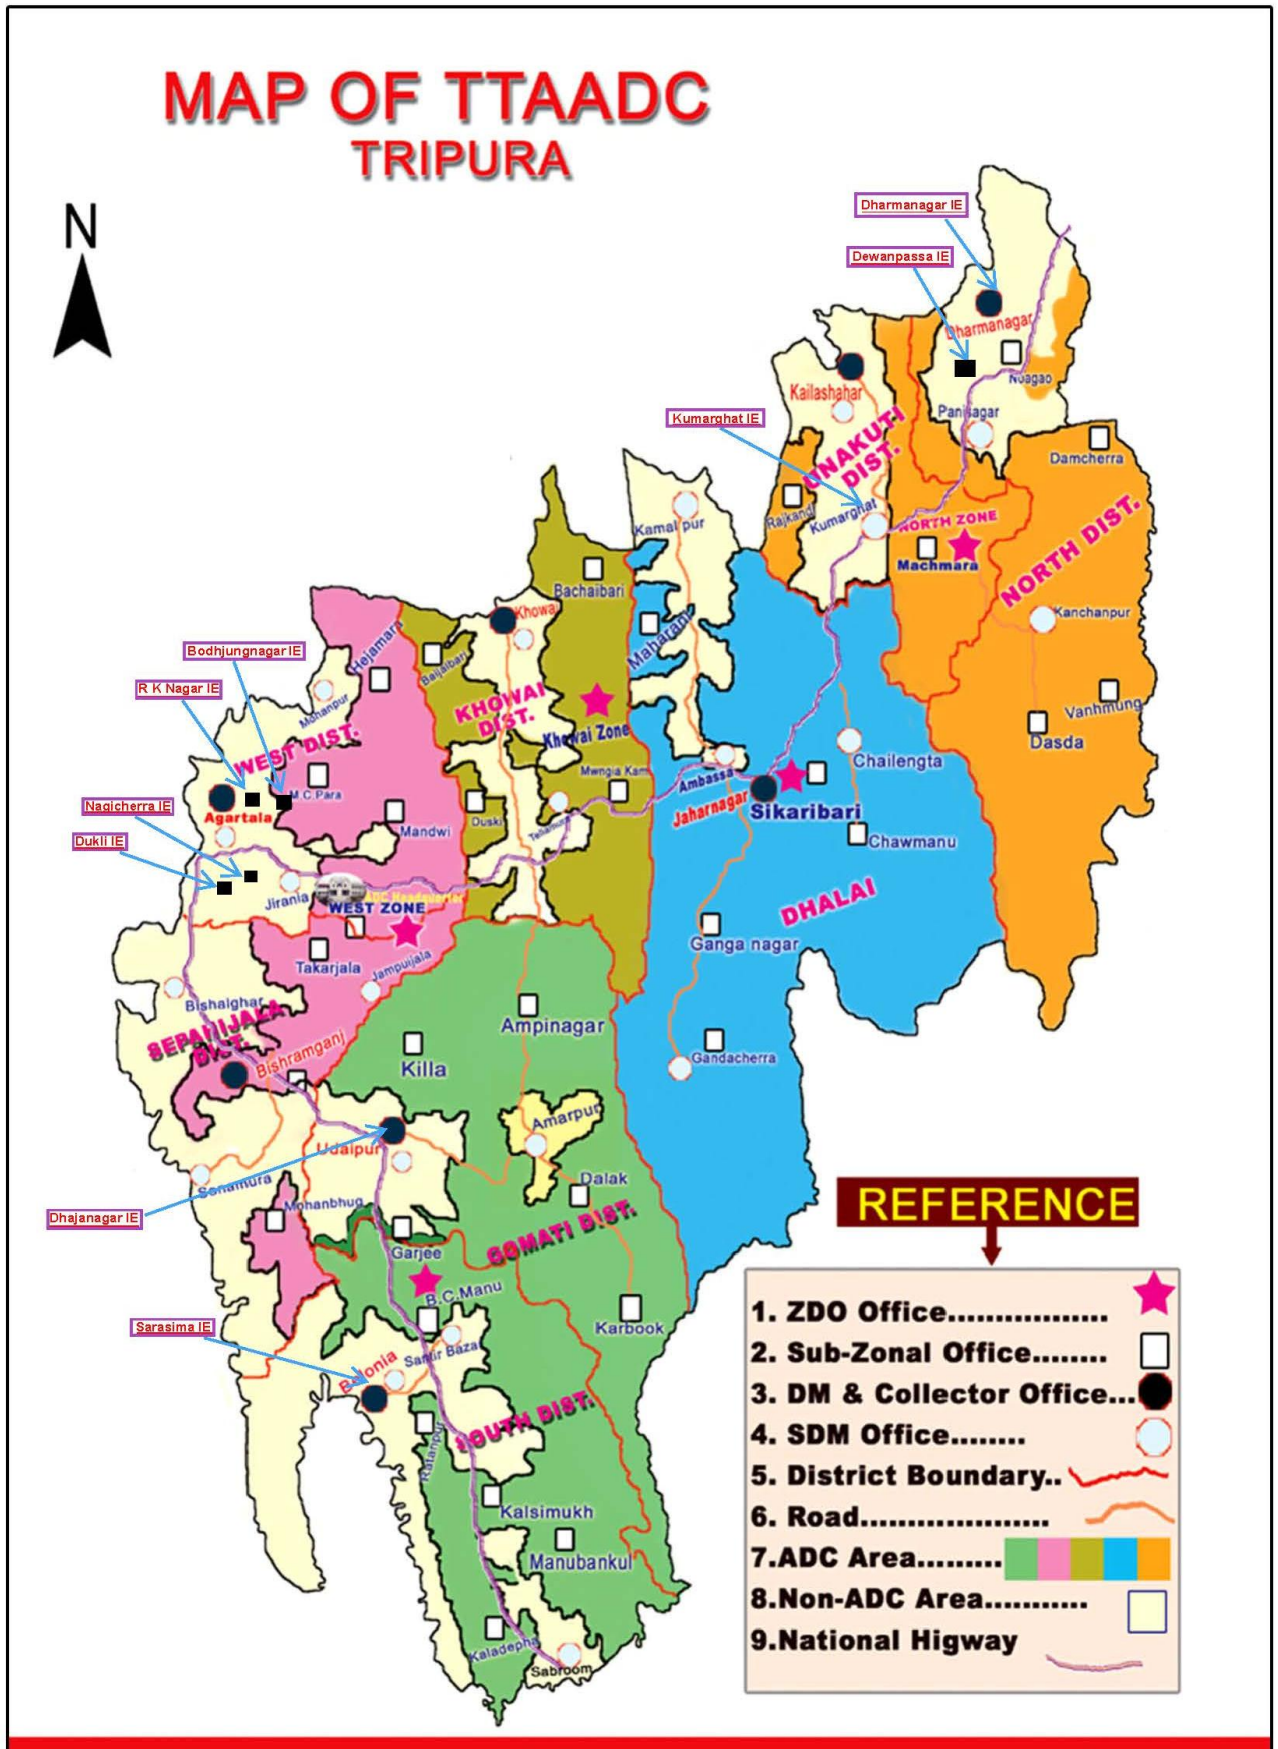 MAP OF TTAADC
TRIPURA
N
Dharmanagar IE
Dewanpassa IE
Dharmanagar
Noagao
Kailashahar
Panisagar
Kumarghat IE
UNAKUTI
DIST.
Damcherra
Rajkandi
Kumarghat
Kamalpur
NORTH ZONE
NORTH DIST.
Machmara
Bachaibari
Khowai
Kanchanpur
Maharani
Hejamara
Baijalbari
Bodhjungnagar IE
R K Nagar IE
Mohanpur
KHOWAI
DIST.
Vanhmung
Khowai Zone
WEST DIST.
Dasda
Chailengta
Mwngia Kami
Ambassa
M.C.Para
Nagicherra IE
Agartala
Duski
Jaharnagar
Sikaribari
Mandwi
Dukli IE
Chawmanu
Jirania
ADC Headquarter
WEST ZONE
DHALAI
Ganga nagar
Takarjala
Jampuijala
Bishalghar
SEPAHIJALA
DIST.
Ampinagar
Bishramganj
Killa
Gandacherra
Amarpur
Udaipur
Sonamura
Dalak
Mohanbhug
Dhajanagar IE
GOMATI DIST.
Garjee
B.C.Manu
Sarasima IE
Karbook
Santir Bazar
Belonia
SOUTH DIST.
Ratanpur
Kalsimukh
Manubankul
Kaladepha
Sabroom
REFERENCE
1. ZDO Office.................
2. Sub-Zonal Office........
3. DM & Collector Office...
4. SDM Office........
5. District Boundary..
6. Road....................
7.ADC Area.........
8.Non-ADC Area...........
9.National Higway